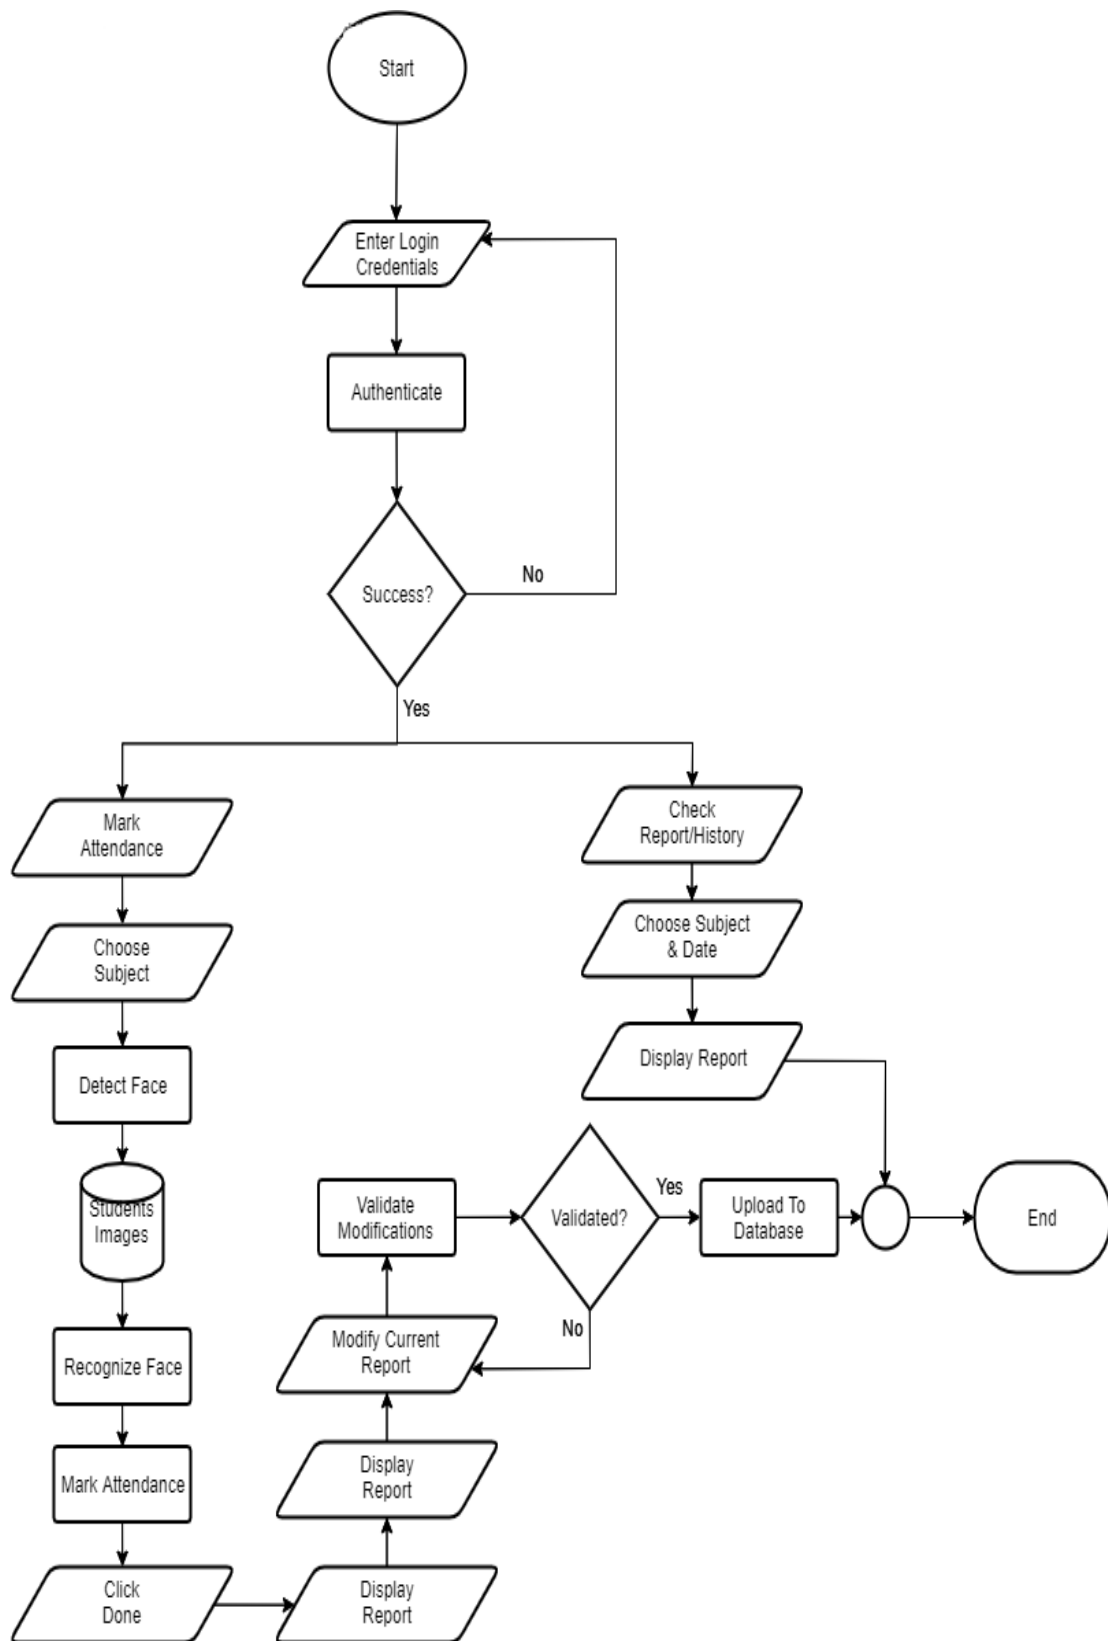 Start
Enter Login
Credentials
Authenticate
Success?
No
Yes
Mark
Attendance
Choose
Subject
Detect Face
Students
Images
Recognize Face
Mark Attendance
Click
Done
Display
Report
Display
Report
Modify Current
Report
Validate
Modifications
Validated?
No
Yes
Upload To
Database
Check
Report/History
Choose Subject
& Date
Display Report
End